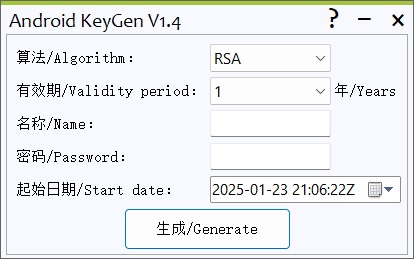 Android KeyGen V1.4 ? − ×
算法/Algorithm： RSA
有效期/Validity period： 1 年/Years
名称/Name：
密码/Password：
起始日期/Start date： 2025-01-23 21:06:22Z
生成/Generate